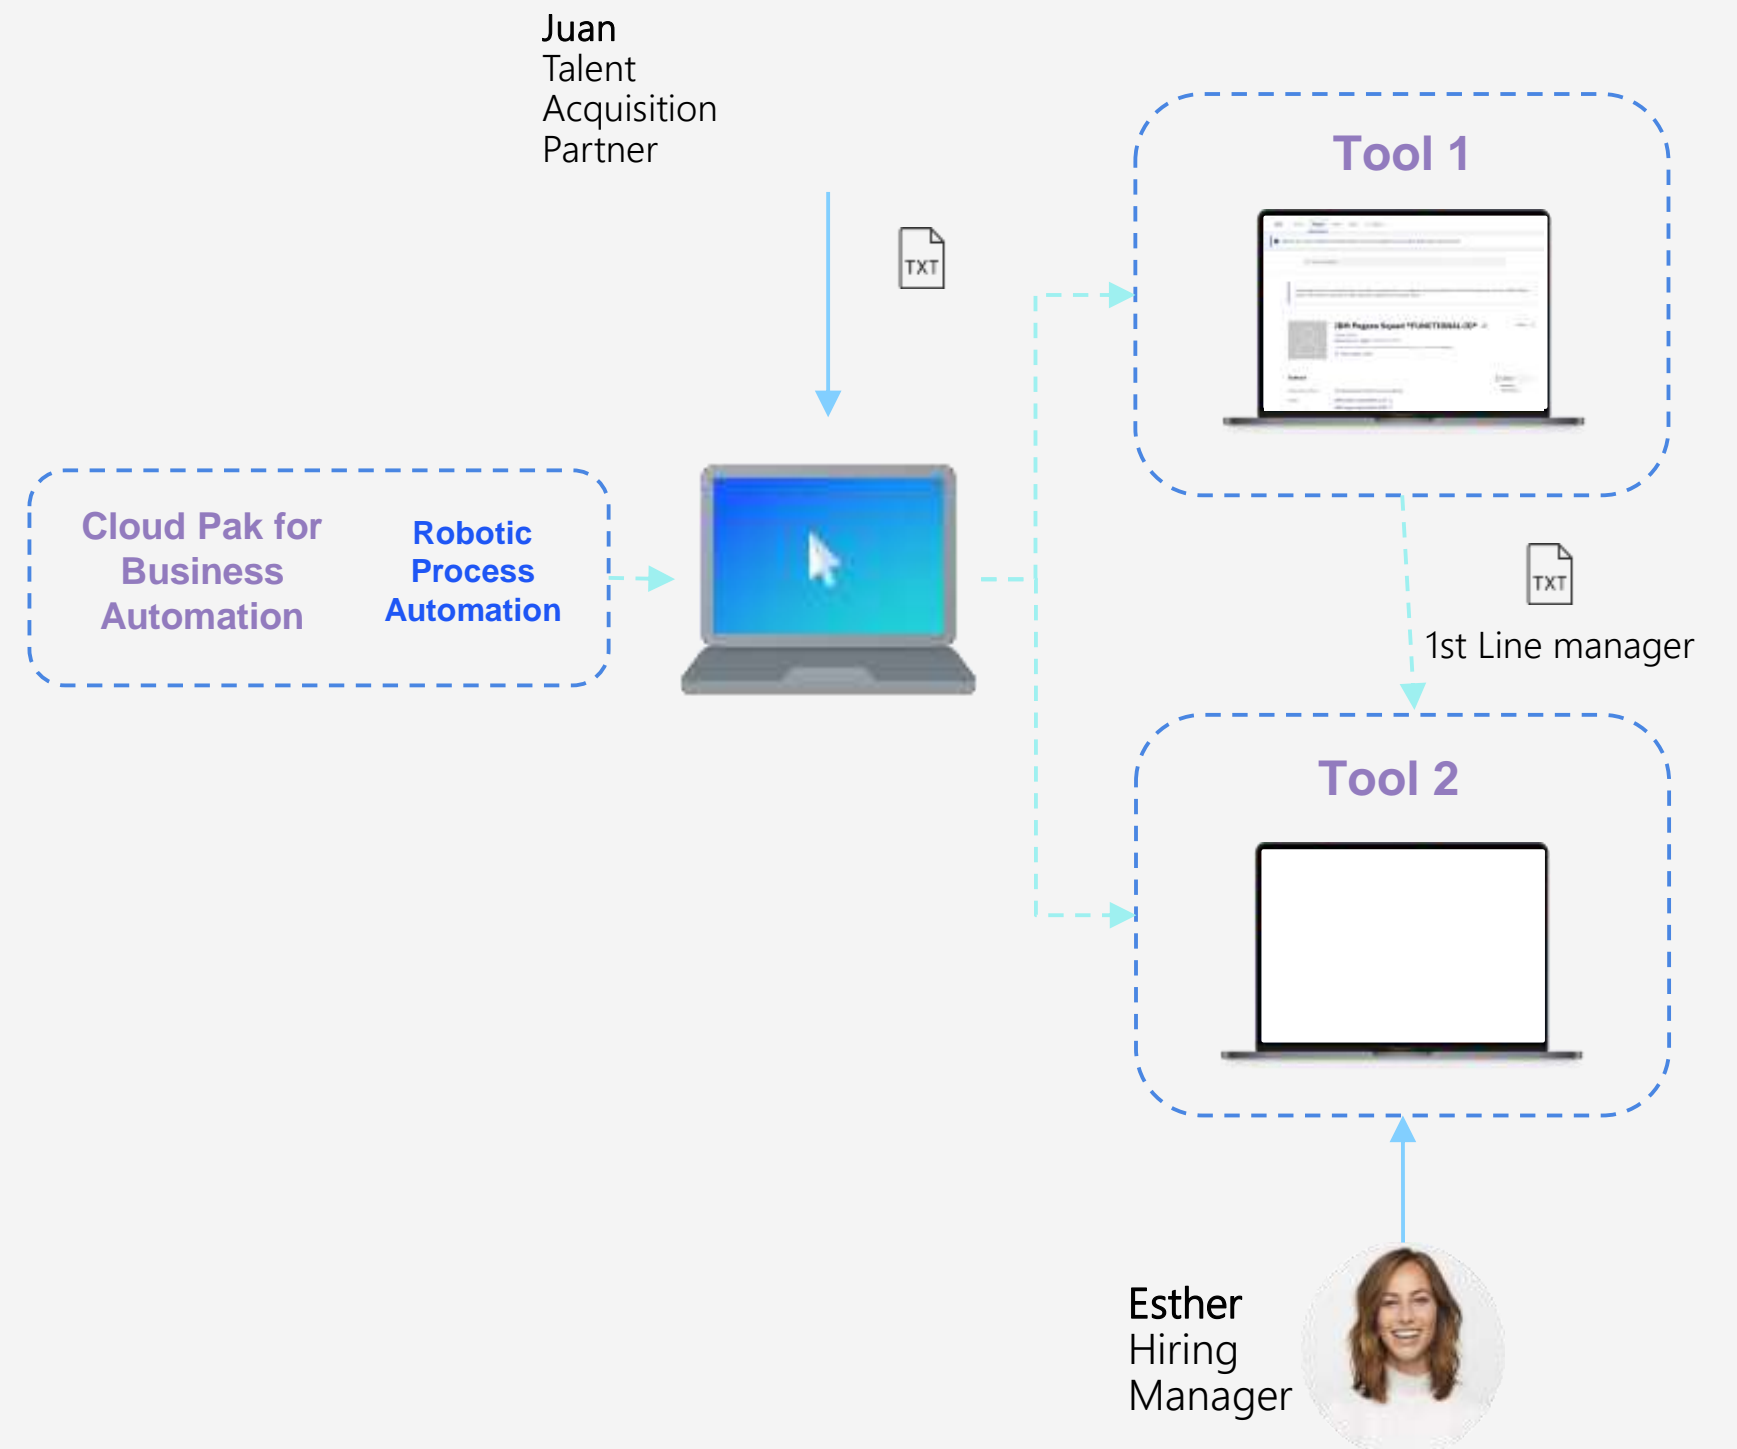 Juan
Talent
Acquisition
Partner
TXT
Tool 1
Cloud Pak for
Business
Automation
Robotic
Process
Automation
TXT
1st Line manager
Tool 2
Esther
Hiring
Manager